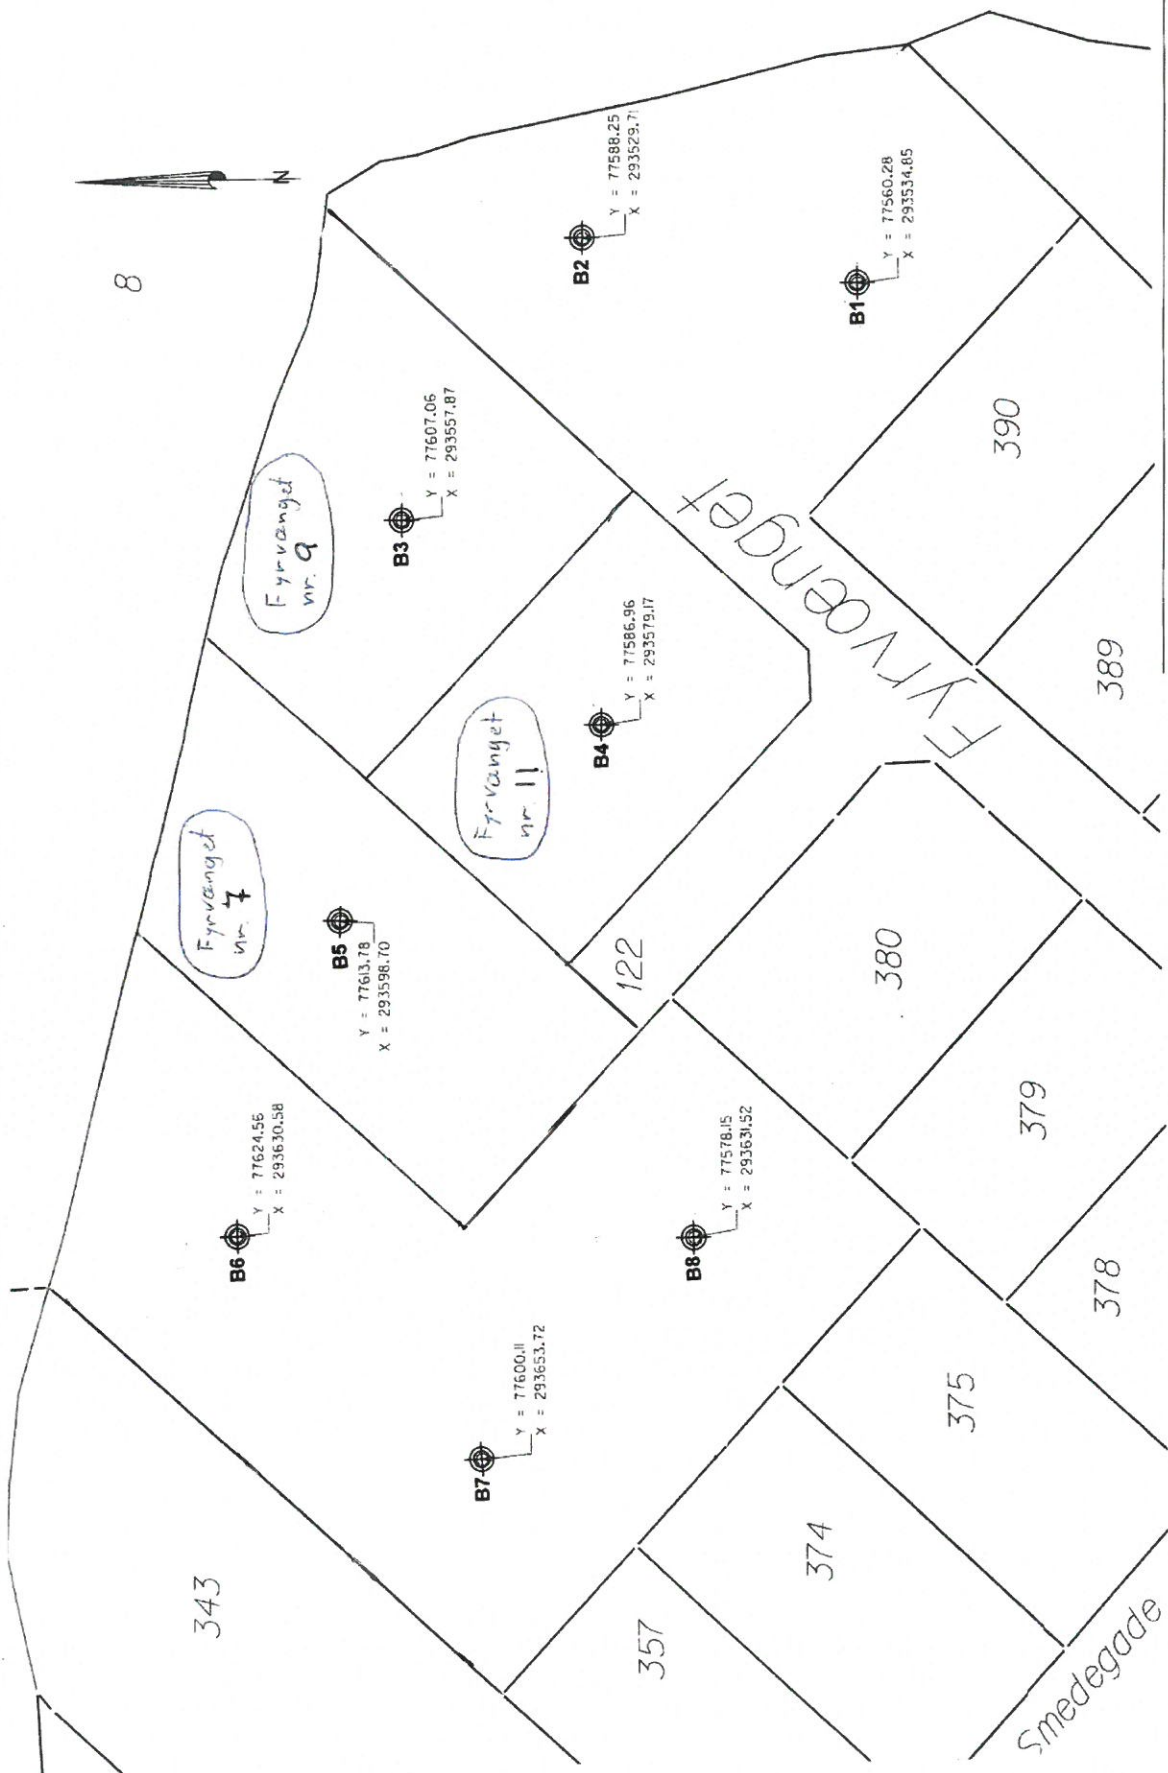 N
8
B6
Y = 77624.56
X = 293630.58
Fyrvænget
nr. 7
B5
Y = 77613.78
X = 293598.70
Fyrvænget
nr. 9
B3
Y = 77607.06
X = 293557.87
B2
Y = 77588.25
X = 293529.71
343
B7
Y = 77600.11
X = 293653.72
Fyrvænget
nr. 11
B4
Y = 77586.96
X = 293579.17
B1
Y = 77560.28
X = 293534.85
357
B8
Y = 77578.15
X = 293631.52
122
Fyrvænget
374
380
390
375
379
389
Smedegade
378